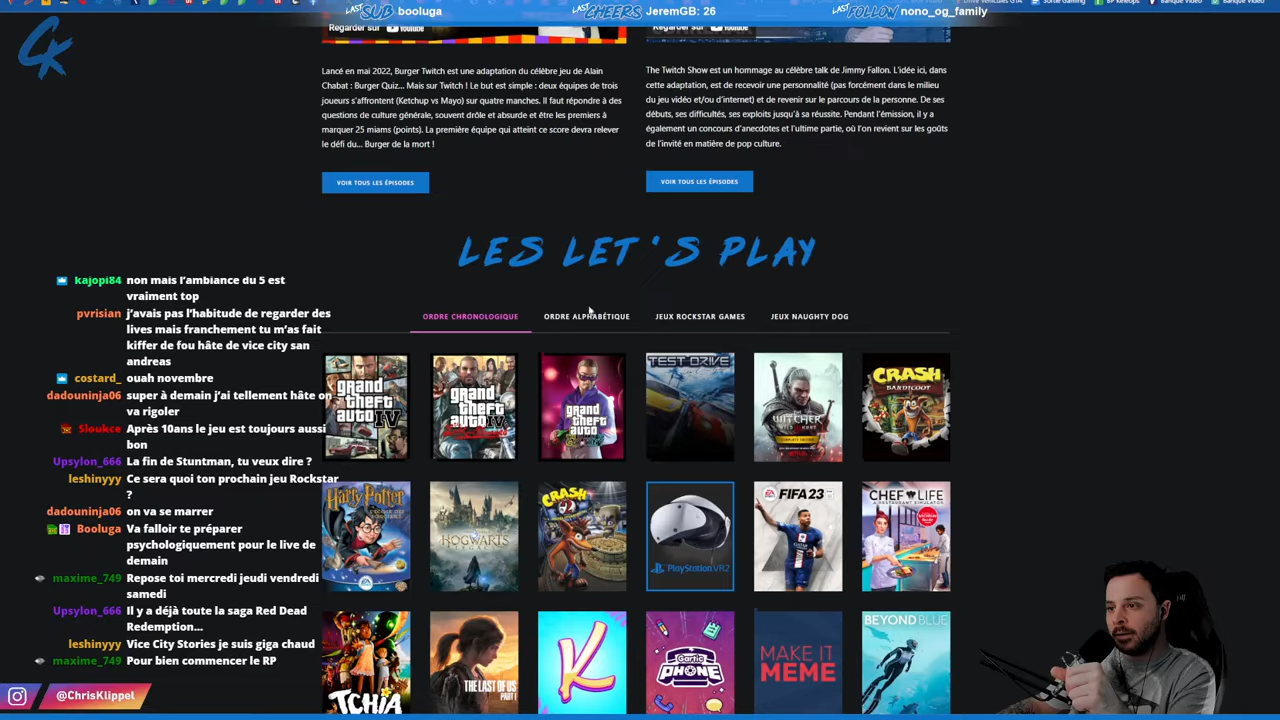 LAST SUB booluga
LAST CHEERS JeremGB: 26
LAST FOLLOW nono_og_family
CK
Regarder sur YouTube
Regarder sur YouTube
Lancé en mai 2022, Burger Twitch est une adaptation du célèbre jeu de Alain
Chabat : Burger Quiz... Mais sur Twitch ! Le but est simple : deux équipes de trois
joueurs s'affrontent (Ketchup vs Mayo) sur quatre manches. Il faut répondre à des
questions de culture générale, souvent drôle et absurde et être les premiers à
marquer 25 miams (points). La première équipe qui atteint ce score devra relever
le défi du... Burger de la mort !
VOIR TOUS LES ÉPISODES
The Twitch Show est un hommage au célèbre talk de Jimmy Fallon. L'idée ici, dans
cette adaptation, est de recevoir une personnalité (pas forcément dans le milieu
du jeu vidéo et/ou d'internet) et de revenir sur le parcours de la personne. De ses
débuts, ses difficultés, ses exploits jusqu'à sa réussite. Pendant l'émission, il y a
également un concours d'anecdotes et l'ultime partie, où l'on revient sur les goûts
de l'invité en matière de pop culture.
VOIR TOUS LES ÉPISODES
LES LET'S PLAY
ORDRE CHRONOLOGIQUE
ORDRE ALPHABÉTIQUE
JEUX ROCKSTAR GAMES
JEUX NAUGHTY DOG
kajopi84 non mais l'ambiance du 5 est
vraiment top
pvrisian j'avais pas l'habitude de regarder des
lives mais franchement tu m'as fait
kiffer de fou hâte de vice city san
andreas
costard_ ouah novembre
dadouninja06 super à demain j'ai tellement hâte on
va rigoler
Sloukce Après 10ans le jeu est toujours aussi
bon
Upsylon_666 La fin de Stuntman, tu veux dire ?
leshinyyy Ce sera quoi ton prochain jeu Rockstar
?
dadouninja06 on va se marrer
Booluga Va falloir te préparer
psychologiquement pour le live de
demain
maxime_749 Repose toi mercredi jeudi vendredi
samedi
Upsylon_666 Il y a déjà toute la saga Red Dead
Redemption...
leshinyyy Vice City Stories je suis giga chaud
maxime_749 Pour bien commencer le RP
grand theft auto IV
grand theft auto IV
grand theft auto
TEST DRIVE
THE WITCHER
WILD HUNT
CRASH
BANDICOOT
Harry Potter
HOGWARTS
LEGACY
CRASH
PlayStation VR2
FIFA 23
CHEF LIFE
A RESTAURANT SIMULATOR
TCHIA
THE LAST OF US
PART I
K
Gartic
PHONE
MAKE IT
MEME
BEYOND BLUE
@ChrisKlippel